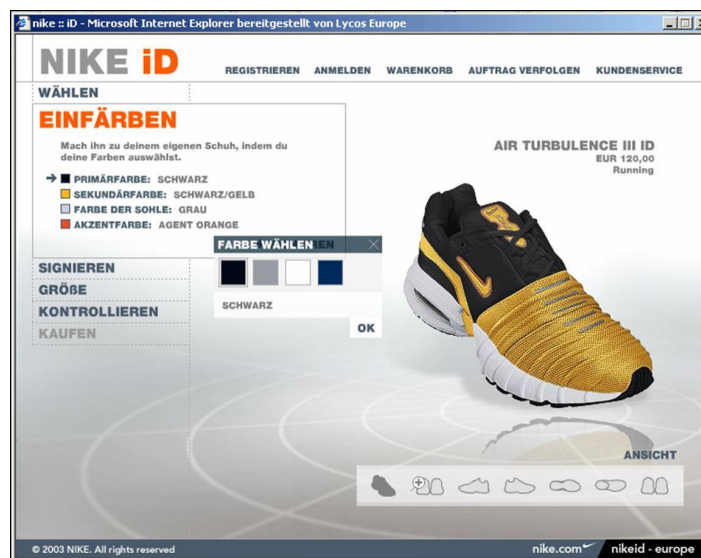 nike :: iD - Microsoft Internet Explorer bereitgestellt von Lycos Europe
NIKE iD
REGISTRIEREN ANMELDEN WARENKORB AUFTRAG VERFOLGEN KUNDENSERVICE
WÄHLEN
EINFÄRBEN
Mach ihn zu deinem eigenen Schuh, indem du
deine Farben auswählst.
PRIMÄRFARBE: SCHWARZ
SEKUNDÄRFARBE: SCHWARZ/GELB
FARBE DER SOHLE: GRAU
AKZENTFARBE: AGENT ORANGE
AIR TURBULENCE III ID
EUR 120,00
Running
FARBE WÄHLEN
SCHWARZ
OK
SIGNIEREN
GRÖßE
KONTROLLIEREN
KAUFEN
ANSICHT
© 2003 NIKE. All rights reserved
nike.com
nikeid - europe